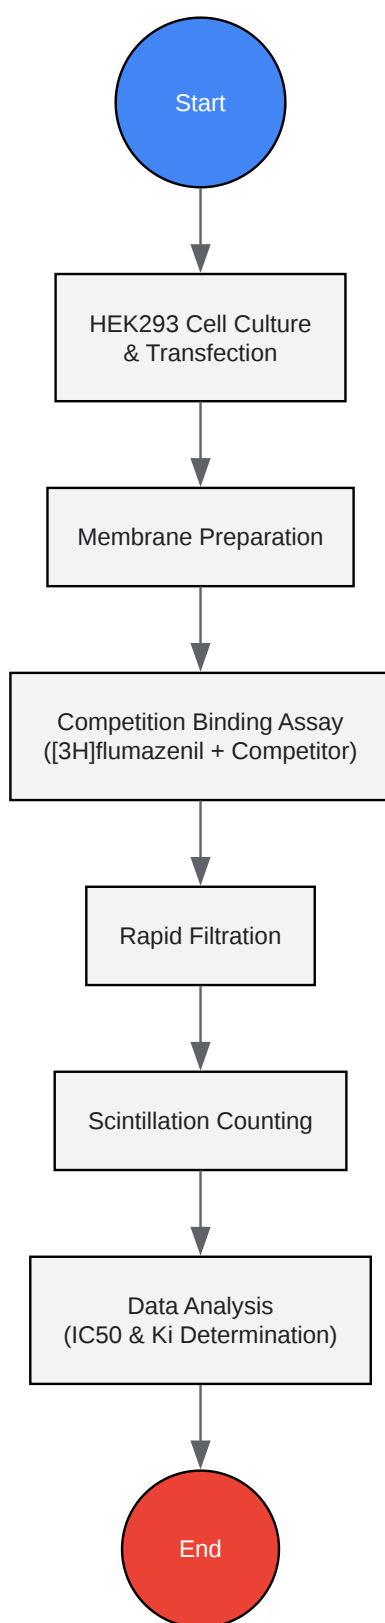 Start
HEK293 Cell Culture
& Transfection
Membrane Preparation
Competition Binding Assay
([3H]flumazenil + Competitor)
Rapid Filtration
Scintillation Counting
Data Analysis
(IC50 & Ki Determination)
End